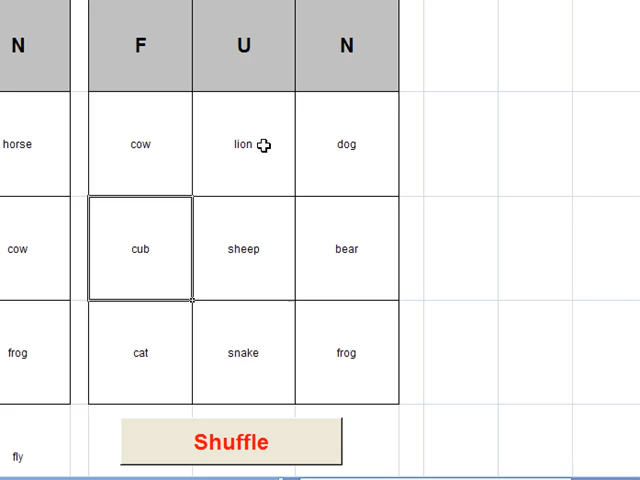 N F U N
horse cow lion dog
cow cub sheep bear
frog cat snake frog
Shuffle
fly